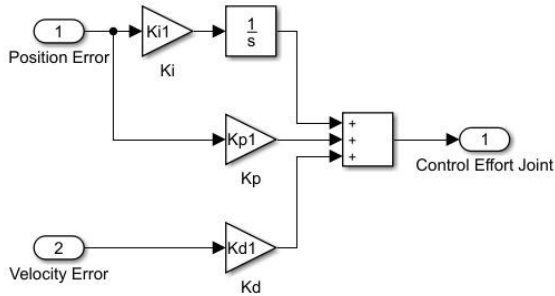 1
Position Error
Ki1
Ki
1
s
Kp1
Kp
+
+
+
1
Control Effort Joint
2
Velocity Error
Kd1
Kd